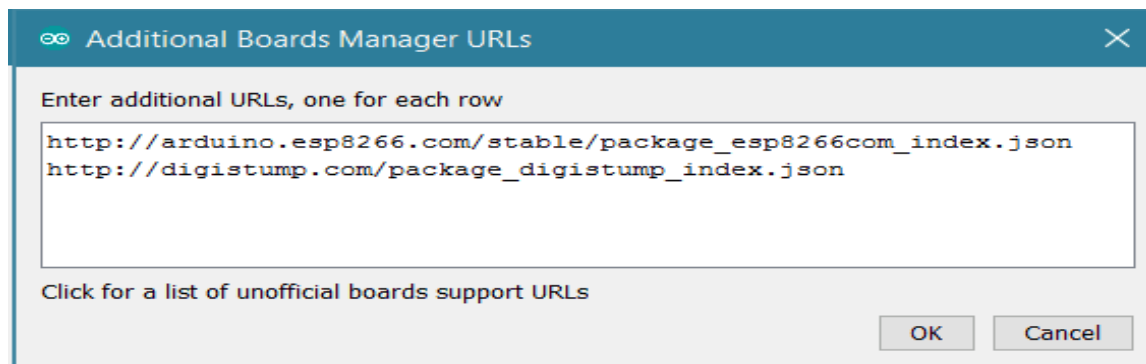 Additional Boards Manager URLs
Enter additional URLs, one for each row
http://arduino.esp8266.com/stable/package_esp8266com_index.json
http://digistump.com/package_digistump_index.json
Click for a list of unofficial boards support URLs
OK Cancel